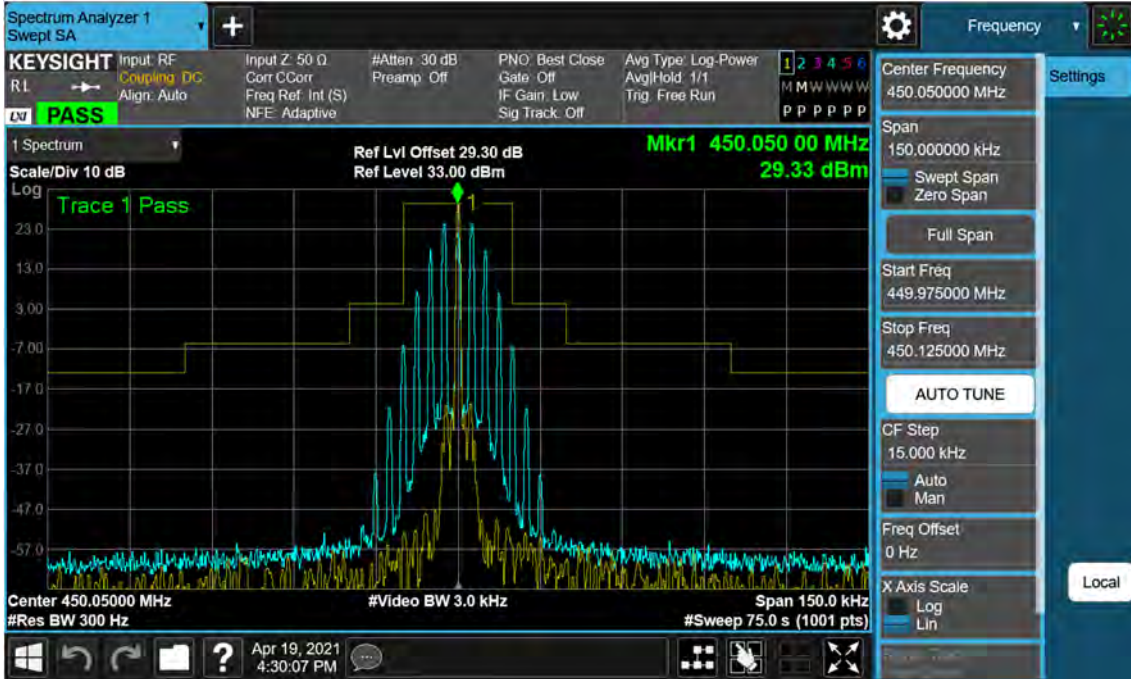 Spectrum Analyzer 1
Swept SA
+
Frequency
KEYSIGHT
Input: RF
Coupling: DC
Align: Auto
R L
LXI
PASS
Input Z: 50 Ω
Corr CCorr
Freq Ref: Int (S)
NFE: Adaptive
#Atten: 30 dB
Preamp: Off
PNO: Best Close
Gate: Off
IF Gain: Low
Sig Track: Off
Avg Type: Log-Power
Avg|Hold: 1/1
Trig: Free Run
1 2 3 4 5 6
M M W W W W
P P P P P P
1 Spectrum
Scale/Div 10 dB
Ref Lvl Offset 29.30 dB
Ref Level 33.00 dBm
Mkr1 450.050 00 MHz
29.33 dBm
Log
Trace 1 Pass
1
23.0
13.0
3.00
-7.00
-17.0
-27.0
-37.0
-47.0
-57.0
Center 450.05000 MHz
#Video BW 3.0 kHz
Span 150.0 kHz
#Res BW 300 Hz
#Sweep 75.0 s (1001 pts)
Center Frequency
450.050000 MHz
Settings
Span
150.000000 kHz
Swept Span
Zero Span
Full Span
Start Freq
449.975000 MHz
Stop Freq
450.125000 MHz
AUTO TUNE
CF Step
15.000 kHz
Auto
Man
Freq Offset
0 Hz
X Axis Scale
Log
Lin
Local
?
Apr 19, 2021
4:30:07 PM